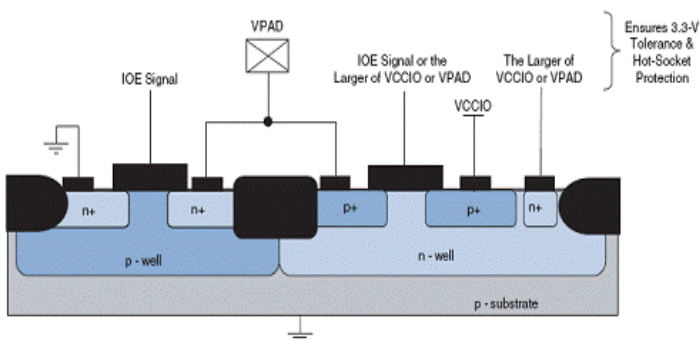 VPAD
IOE Signal
IOE Signal or the
Larger of VCCIO or VPAD
The Larger of
VCCIO or VPAD
Ensures 3.3-V
Tolerance &
Hot-Socket
Protection
VCCIO
n+
n+
p+
p+
n+
p - well
n - well
p - substrate